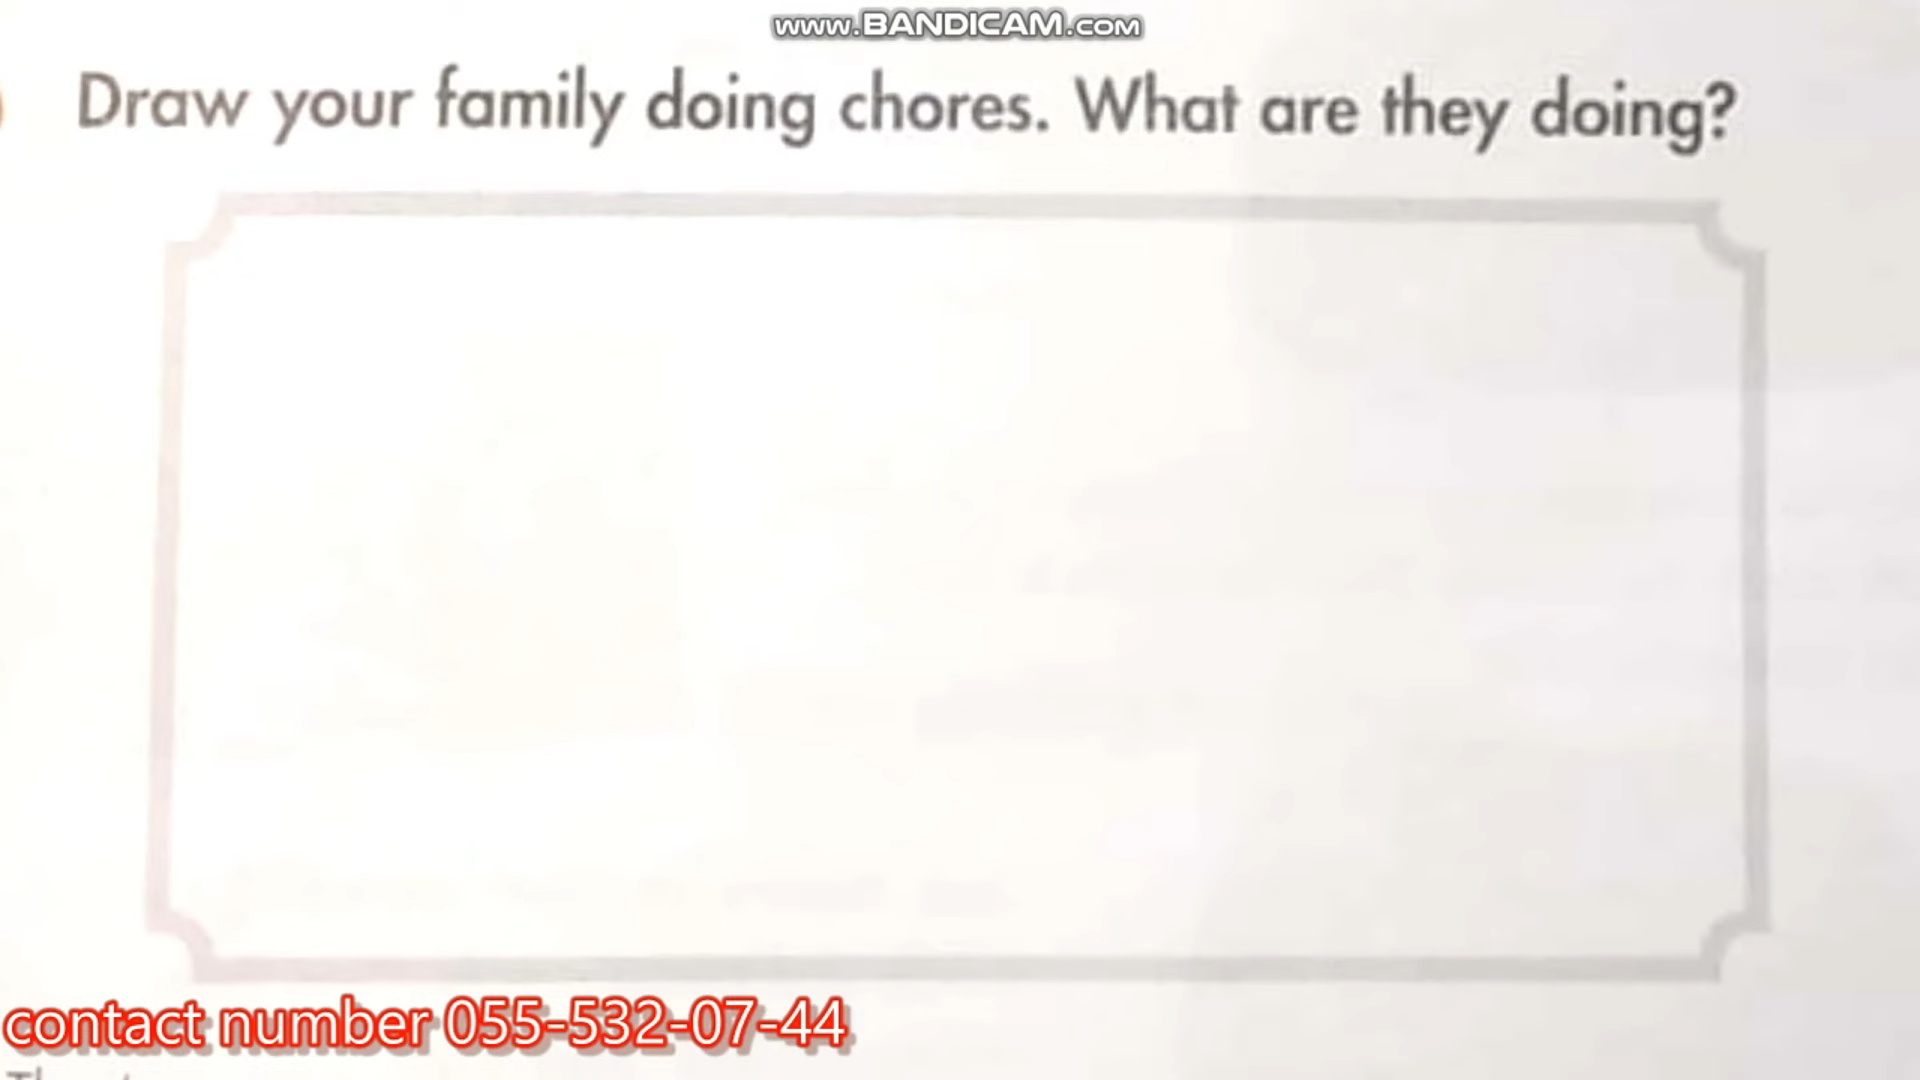 www.BANDICAM.com
Draw your family doing chores. What are they doing?
contact number 055-532-07-44